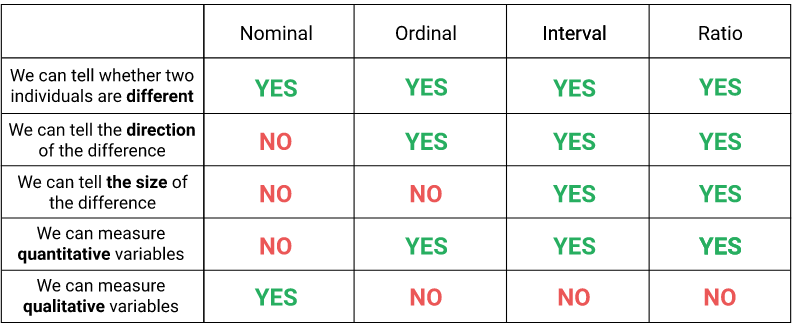 Nominal Ordinal Interval Ratio
We can tell whether two
individuals are different
YES YES YES YES
We can tell the direction
of the difference
NO YES YES YES
We can tell the size of
the difference
NO NO YES YES
We can measure
quantitative variables
NO YES YES YES
We can measure
qualitative variables
YES NO NO NO